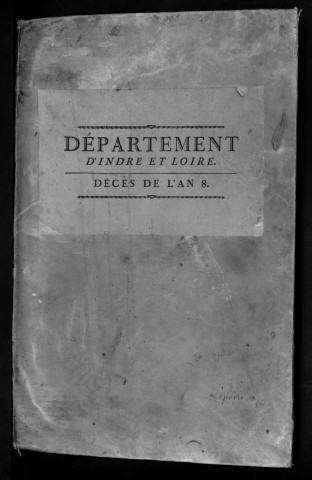 DÉPARTEMENT
D'INDRE ET LOIRE.
DÉCÈS DE L'AN 8.